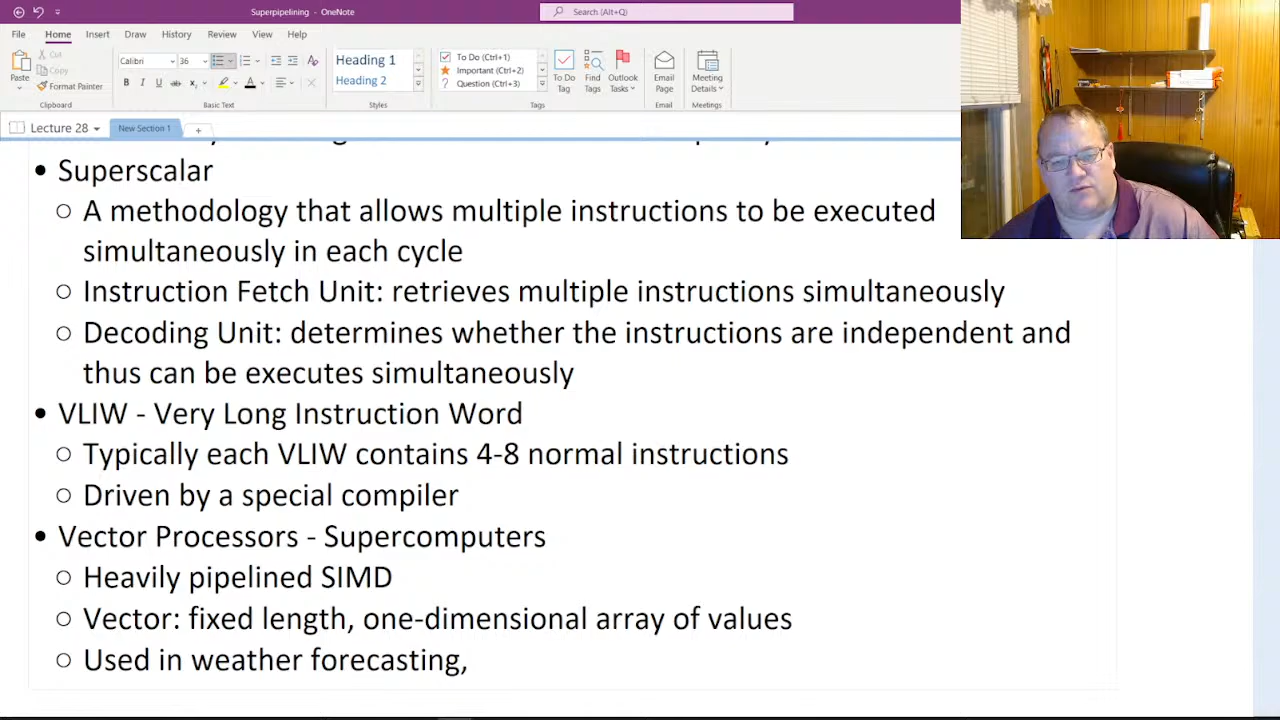 Superpipelining - OneNote
Search (Alt+Q)
File Home Insert Draw History Review View Help
Paste
Cut
Copy
Format Painter
Clipboard
Calibri 36
B I U ab
Basic Text
Heading 1
Heading 2
Styles
To Do (Ctrl+1)
Important (Ctrl+2)
Question (Ctrl+3)
To Do Tag
Find Tags
Outlook Tasks
Tags
Email Page
Email
Meeting Details
Meetings
Lecture 28
New Section 1
+
• Superscalar
○ A methodology that allows multiple instructions to be executed
simultaneously in each cycle
○ Instruction Fetch Unit: retrieves multiple instructions simultaneously
○ Decoding Unit: determines whether the instructions are independent and
thus can be executes simultaneously
• VLIW - Very Long Instruction Word
○ Typically each VLIW contains 4-8 normal instructions
○ Driven by a special compiler
• Vector Processors - Supercomputers
○ Heavily pipelined SIMD
○ Vector: fixed length, one-dimensional array of values
○ Used in weather forecasting,